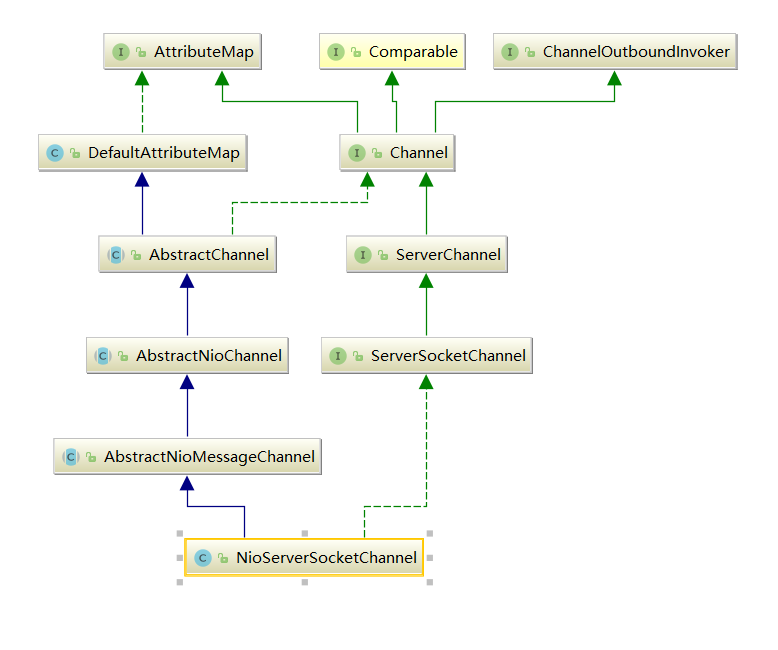 I AttributeMap
I Comparable
I ChannelOutboundInvoker
C DefaultAttributeMap
I Channel
C AbstractChannel
I ServerChannel
C AbstractNioChannel
I ServerSocketChannel
C AbstractNioMessageChannel
C NioServerSocketChannel